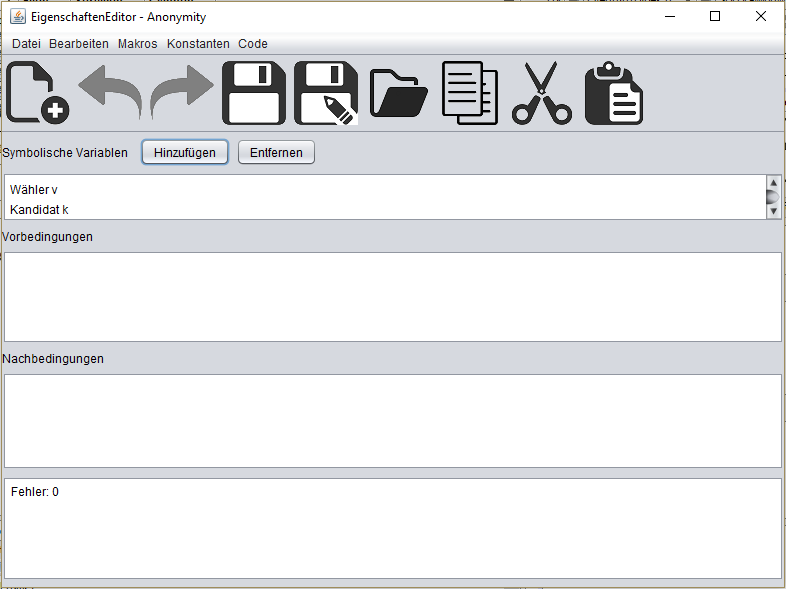 EigenschaftenEditor - Anonymity
Datei Bearbeiten Makros Konstanten Code
Symbolische Variablen Hinzufügen Entfernen
Wähler v
Kandidat k
Vorbedingungen
Nachbedingungen
Fehler: 0